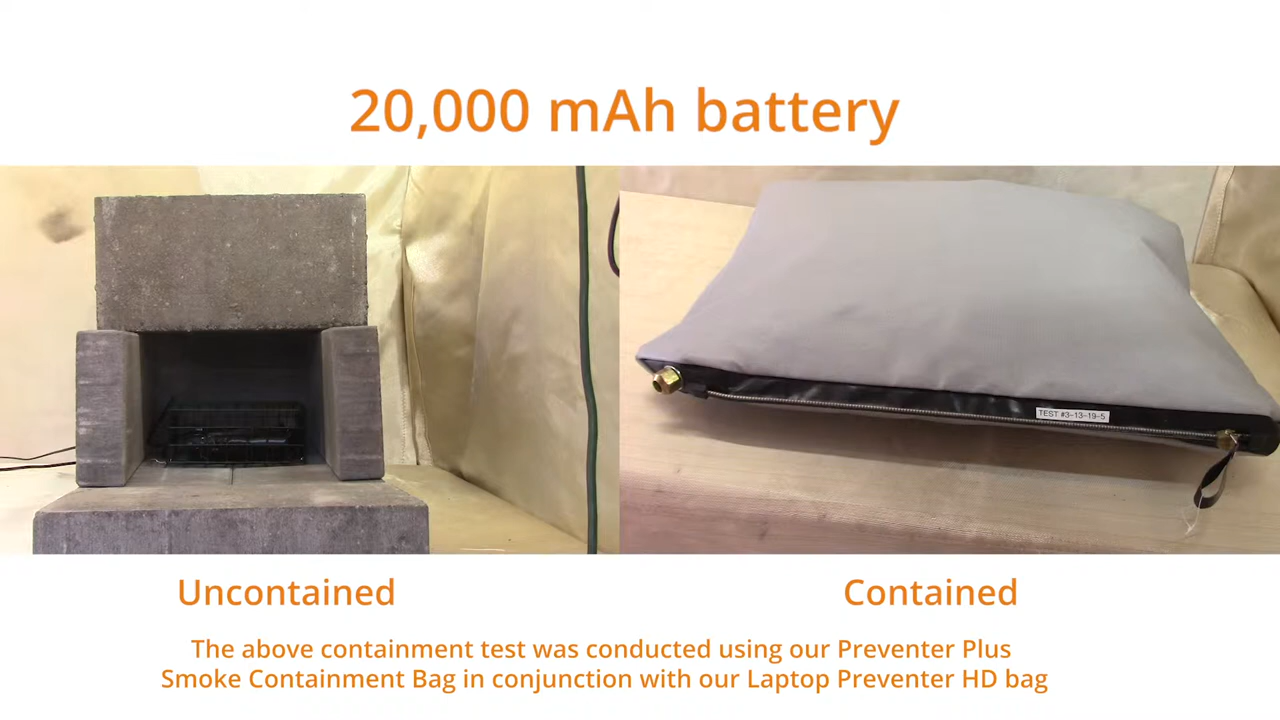 20,000 mAh battery
TEST #3-13-19-5
Uncontained
Contained
The above containment test was conducted using our Preventer Plus
Smoke Containment Bag in conjunction with our Laptop Preventer HD bag